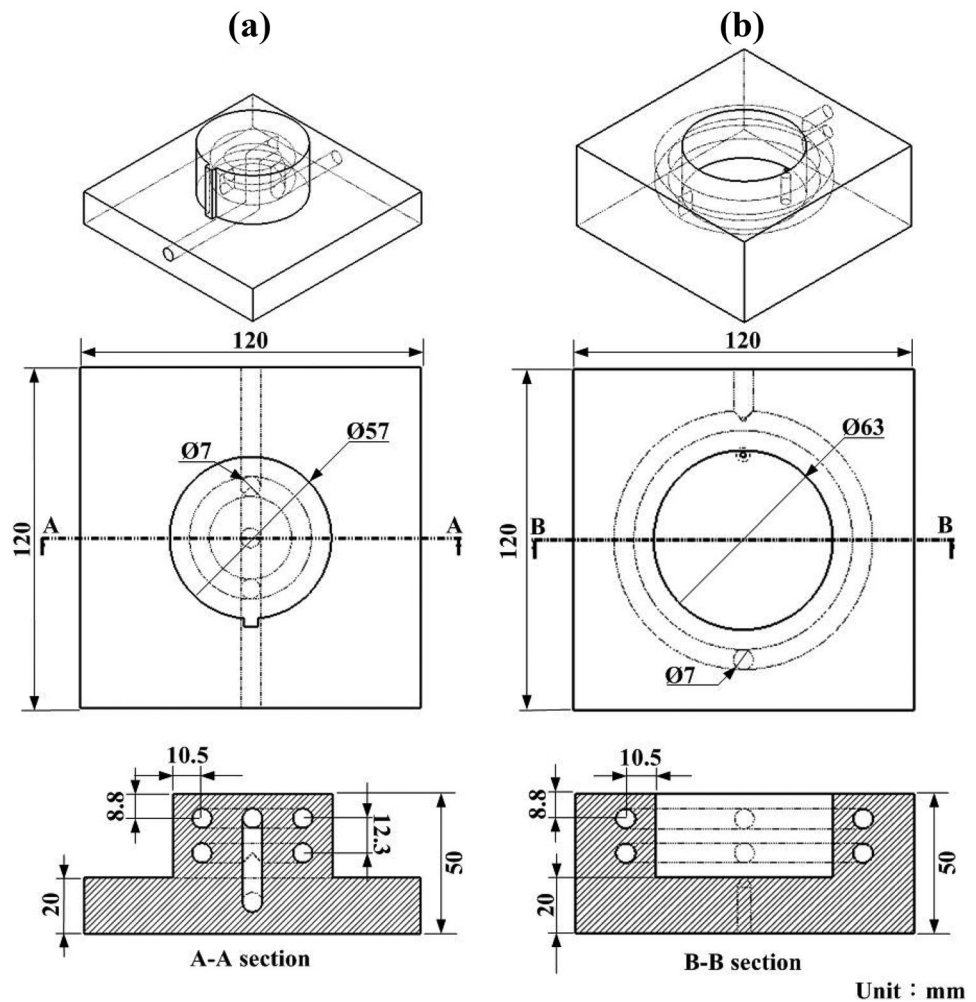 (a)
(b)
120
120
Ø7
Ø57
Ø63
120
A
A
120
B
B
Ø7
10.5
8.8
12.3
50
20
A-A section
10.5
8.8
50
20
B-B section
Unit：mm